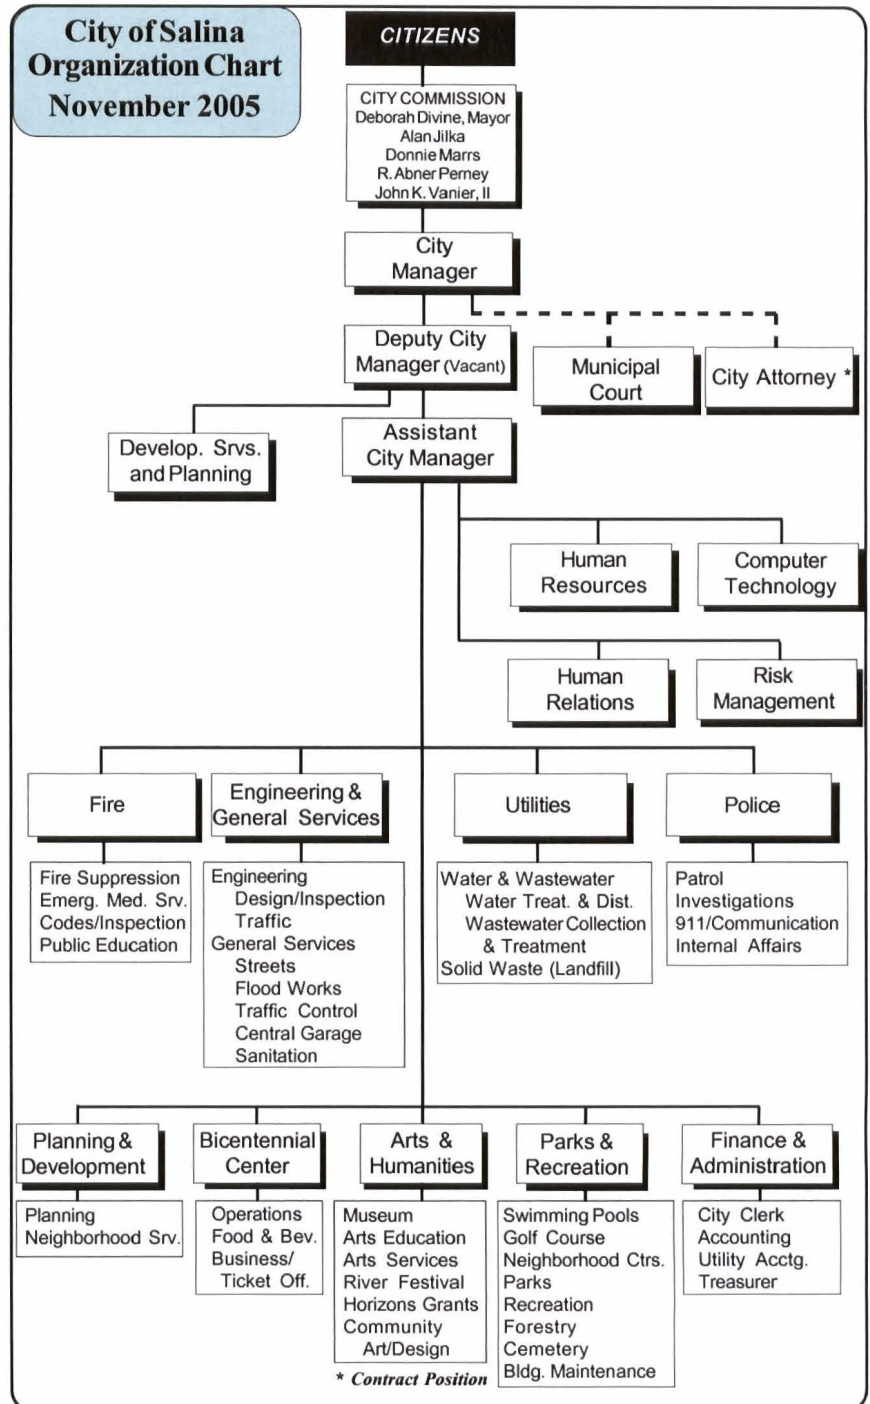 City of Salina
Organization Chart
November 2005
CITIZENS
CITY COMMISSION
Deborah Divine, Mayor
Alan Jilka
Donnie Marrs
R. Abner Perney
John K. Vanier, II
City
Manager
Deputy City
Manager (Vacant)
Municipal
Court
City Attorney *
Develop. Srvs.
and Planning
Assistant
City Manager
Human
Resources
Computer
Technology
Human
Relations
Risk
Management
Fire
Fire Suppression
Emerg. Med. Srv.
Codes/Inspection
Public Education
Engineering &
General Services
Engineering
Design/Inspection
Traffic
General Services
Streets
Flood Works
Traffic Control
Central Garage
Sanitation
Utilities
Water & Wastewater
Water Treat. & Dist.
Wastewater Collection
& Treatment
Solid Waste (Landfill)
Police
Patrol
Investigations
911/Communication
Internal Affairs
Planning &
Development
Planning
Neighborhood Srv.
Bicentennial
Center
Operations
Food & Bev.
Business/
Ticket Off.
Arts &
Humanities
Museum
Arts Education
Arts Services
River Festival
Horizons Grants
Community
Art/Design
Parks &
Recreation
Swimming Pools
Golf Course
Neighborhood Ctrs.
Parks
Recreation
Forestry
Cemetery
Bldg. Maintenance
Finance &
Administration
City Clerk
Accounting
Utility Acctg.
Treasurer
* Contract Position